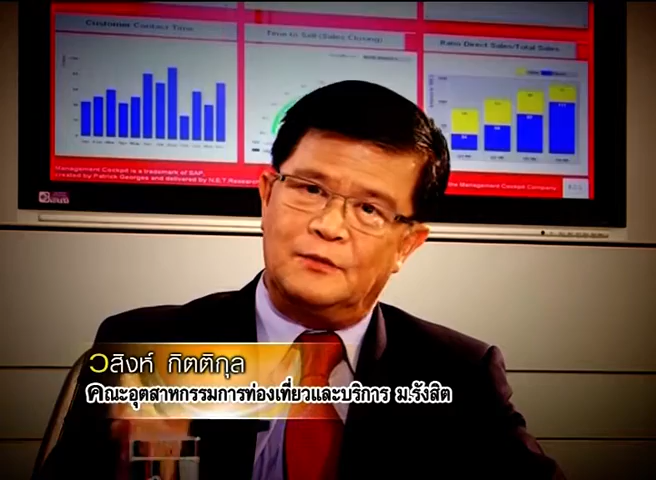 Customer Contact Time
Time to Sell (Sales Closing)
Ratio Direct Sales/Total Sales
Management Cockpit is a trademark of SAP,
created by Patrick Georges and delivered by N.E.T. Research
the Management Cockpit Company
วสิงห์ กิตติกุล
คณะอุตสาหกรรมการท่องเที่ยวและบริการ ม.รังสิต